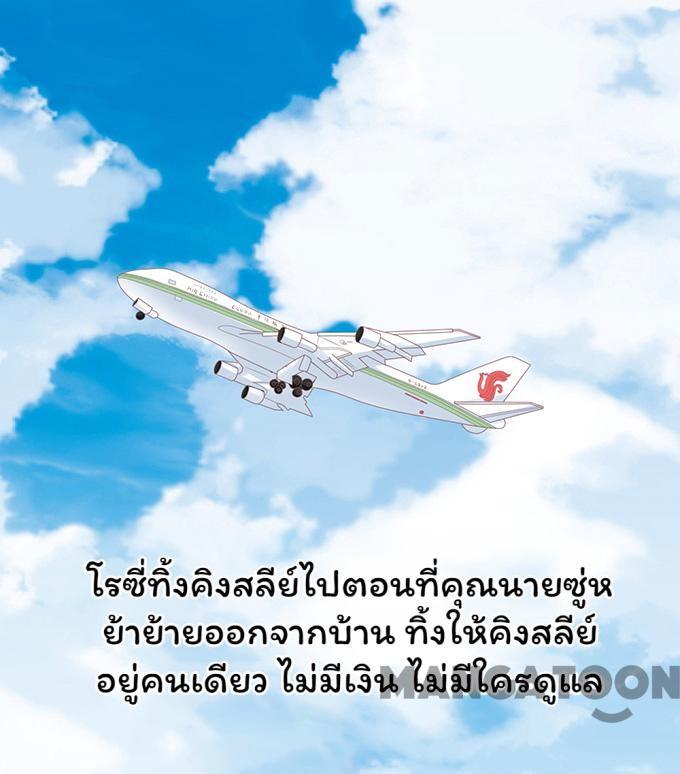 โรซี่ทิ้งคิงสลีย์ไปตอนที่คุณนายซู่ห
ย้าย้ายออกจากบ้าน ทิ้งให้คิงสลีย์
อยู่คนเดียว ไม่มีเงิน ไม่มีใครดูแล
MANGATOON